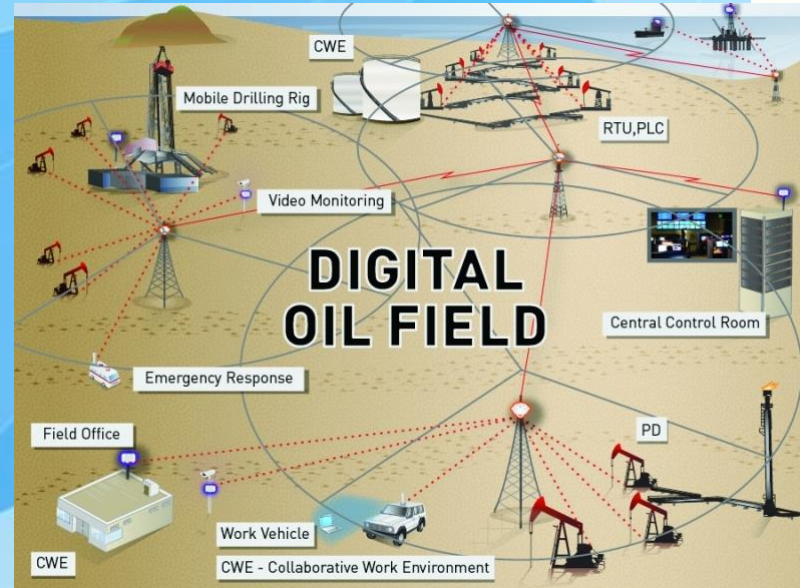 CWE
Mobile Drilling Rig
RTU,PLC
Video Monitoring
DIGITAL
OIL FIELD
Central Control Room
Emergency Response
Field Office
PD
Work Vehicle
CWE
CWE - Collaborative Work Environment